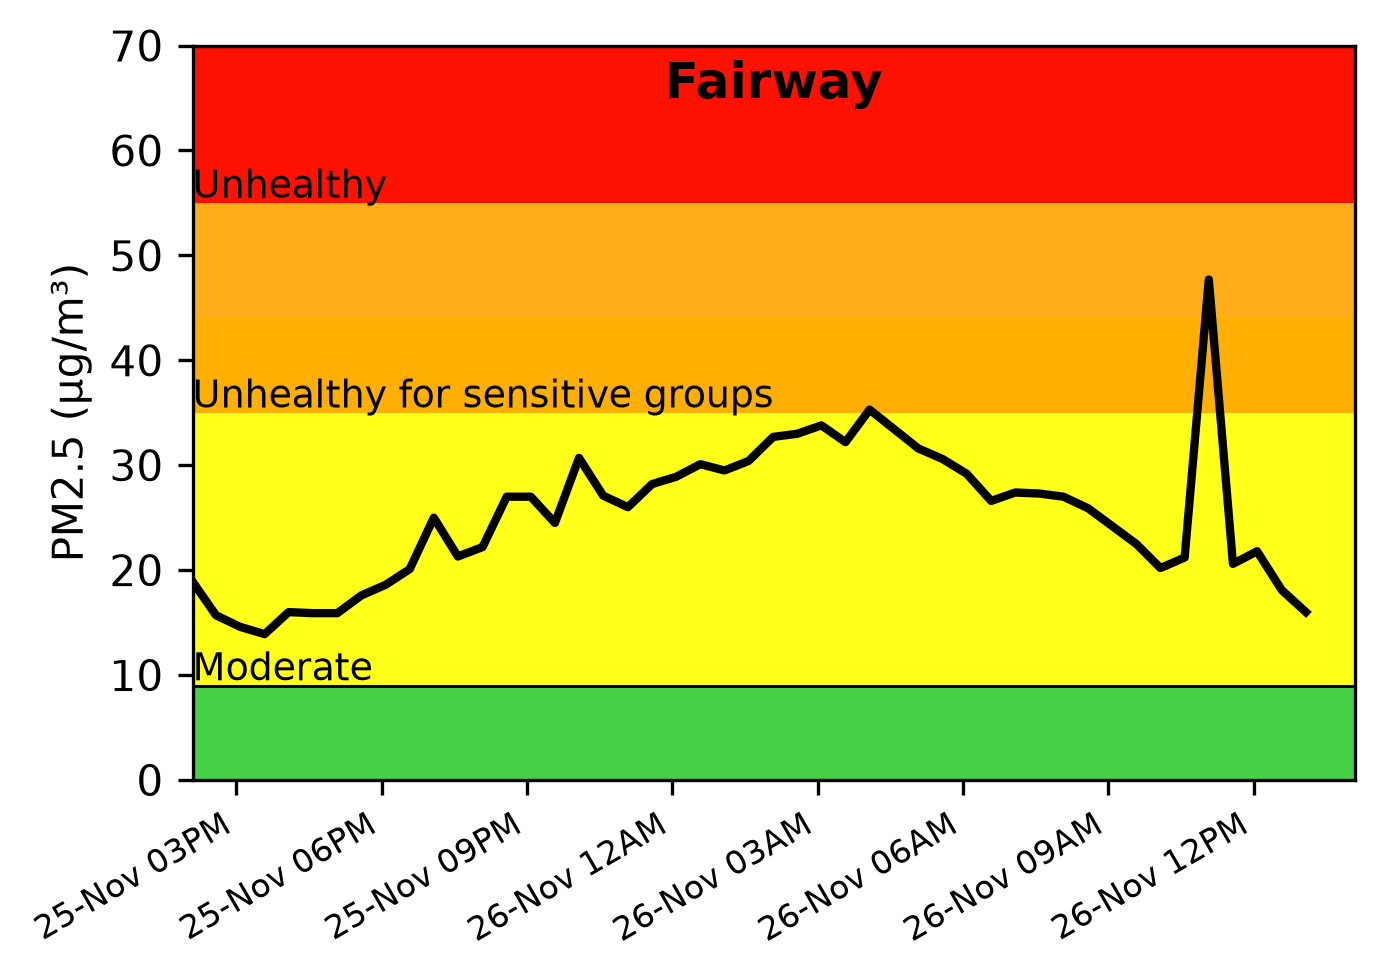 Fairway
70
60
50
40
30
20
10
0
PM2.5 (µg/m³)
Unhealthy
Unhealthy for sensitive groups
Moderate
25-Nov 03PM
25-Nov 06PM
25-Nov 09PM
26-Nov 12AM
26-Nov 03AM
26-Nov 06AM
26-Nov 09AM
26-Nov 12PM